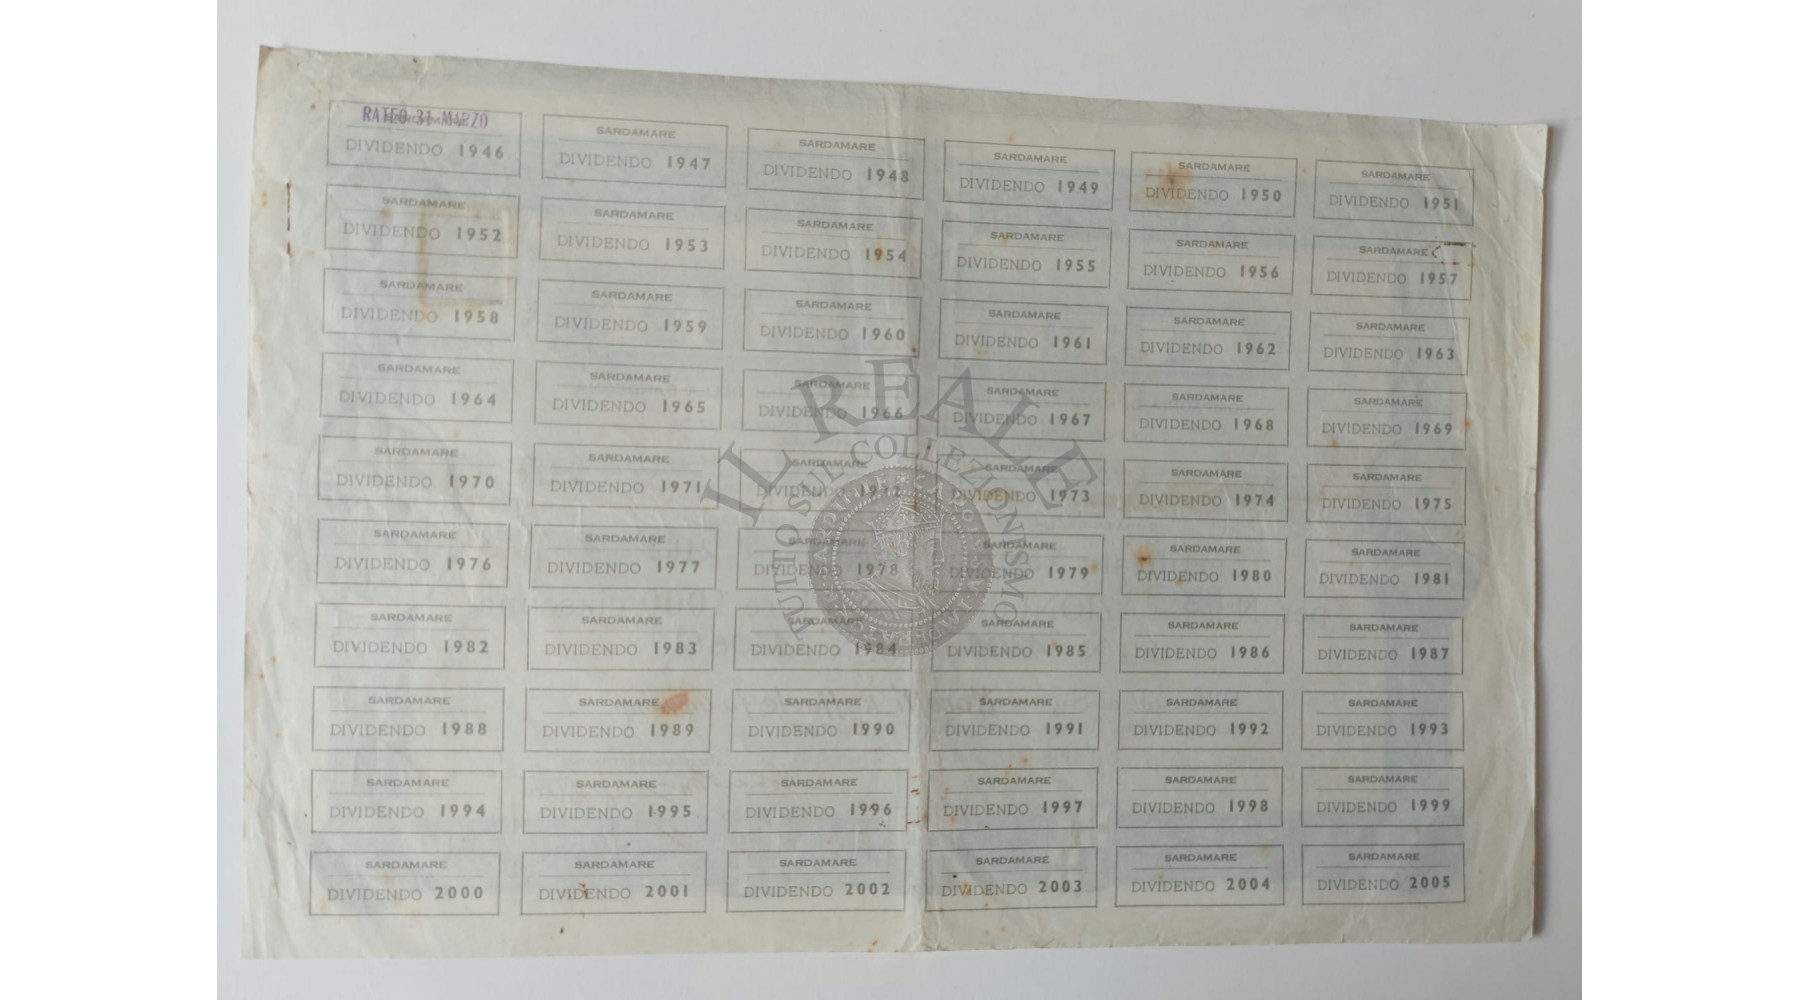 RATEO 31 MARZO
SARDAMARE
DIVIDENDO 1946
SARDAMARE
DIVIDENDO 1947
SARDAMARE
DIVIDENDO 1948
SARDAMARE
DIVIDENDO 1949
SARDAMARE
DIVIDENDO 1950
SARDAMARE
DIVIDENDO 1951
SARDAMARE
DIVIDENDO 1952
SARDAMARE
DIVIDENDO 1953
SARDAMARE
DIVIDENDO 1954
SARDAMARE
DIVIDENDO 1955
SARDAMARE
DIVIDENDO 1956
SARDAMARE
DIVIDENDO 1957
SARDAMARE
DIVIDENDO 1958
SARDAMARE
DIVIDENDO 1959
SARDAMARE
DIVIDENDO 1960
SARDAMARE
DIVIDENDO 1961
SARDAMARE
DIVIDENDO 1962
SARDAMARE
DIVIDENDO 1963
SARDAMARE
DIVIDENDO 1964
SARDAMARE
DIVIDENDO 1965
SARDAMARE
DIVIDENDO 1966
SARDAMARE
DIVIDENDO 1967
SARDAMARE
DIVIDENDO 1968
SARDAMARE
DIVIDENDO 1969
SARDAMARE
DIVIDENDO 1970
SARDAMARE
DIVIDENDO 1971
SARDAMARE
DIVIDENDO 1972
SARDAMARE
DIVIDENDO 1973
SARDAMARE
DIVIDENDO 1974
SARDAMARE
DIVIDENDO 1975
SARDAMARE
DIVIDENDO 1976
SARDAMARE
DIVIDENDO 1977
SARDAMARE
DIVIDENDO 1978
SARDAMARE
DIVIDENDO 1979
SARDAMARE
DIVIDENDO 1980
SARDAMARE
DIVIDENDO 1981
SARDAMARE
DIVIDENDO 1982
SARDAMARE
DIVIDENDO 1983
SARDAMARE
DIVIDENDO 1984
SARDAMARE
DIVIDENDO 1985
SARDAMARE
DIVIDENDO 1986
SARDAMARE
DIVIDENDO 1987
SARDAMARE
DIVIDENDO 1988
SARDAMARE
DIVIDENDO 1989
SARDAMARE
DIVIDENDO 1990
SARDAMARE
DIVIDENDO 1991
SARDAMARE
DIVIDENDO 1992
SARDAMARE
DIVIDENDO 1993
SARDAMARE
DIVIDENDO 1994
SARDAMARE
DIVIDENDO 1995
SARDAMARE
DIVIDENDO 1996
SARDAMARE
DIVIDENDO 1997
SARDAMARE
DIVIDENDO 1998
SARDAMARE
DIVIDENDO 1999
SARDAMARE
DIVIDENDO 2000
SARDAMARE
DIVIDENDO 2001
SARDAMARE
DIVIDENDO 2002
SARDAMARE
DIVIDENDO 2003
SARDAMARE
DIVIDENDO 2004
SARDAMARE
DIVIDENDO 2005
IL REALE
TUTTO SUL COLLEZIONISMO